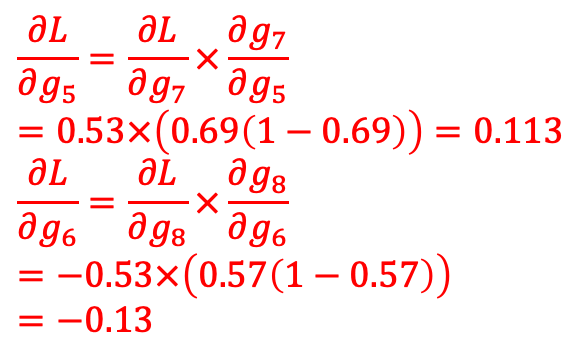 ∂L/∂g₅ = ∂L/∂g₇ × ∂g₇/∂g₅
= 0.53×(0.69(1 − 0.69)) = 0.113
∂L/∂g₆ = ∂L/∂g₈ × ∂g₈/∂g₆
= −0.53×(0.57(1 − 0.57))
= −0.13